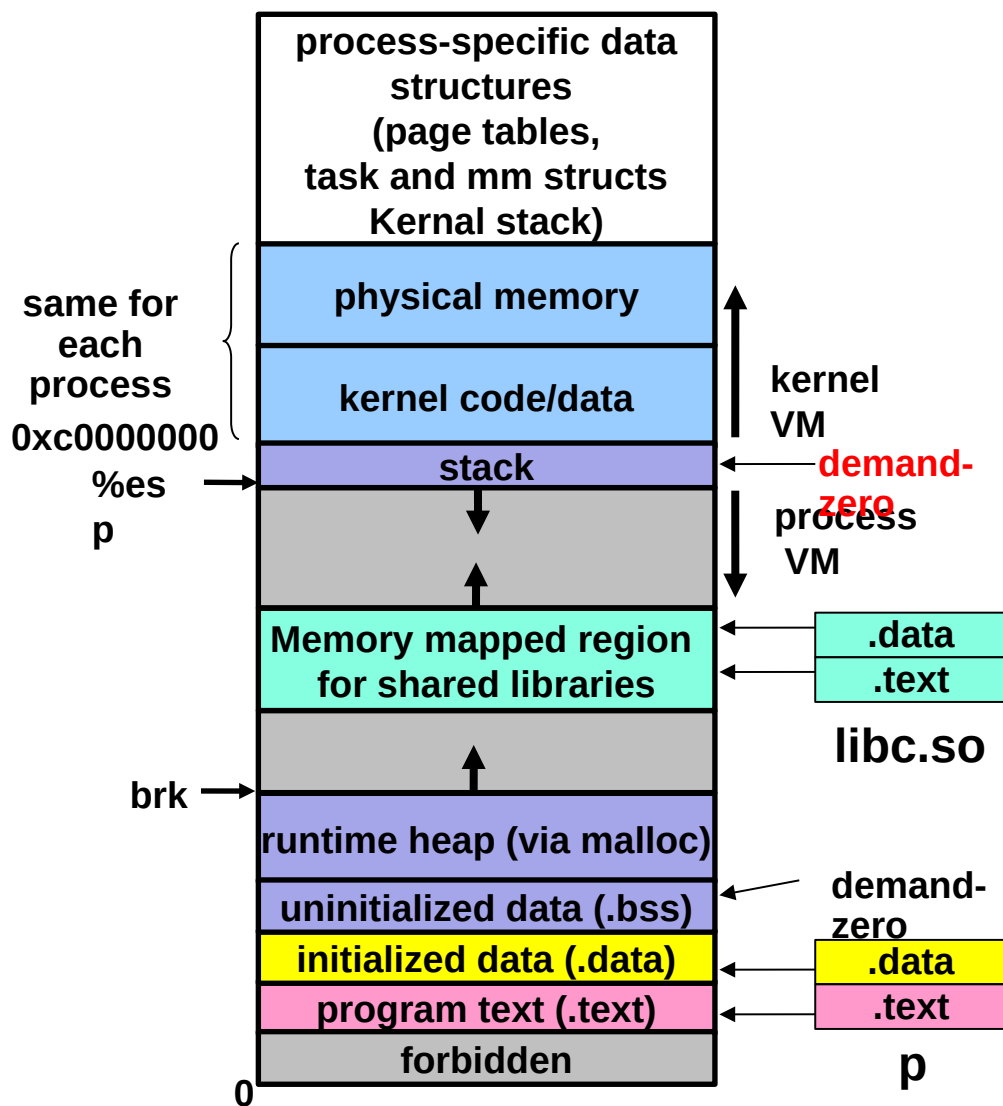 process-specific data
structures
(page tables,
task and mm structs
Kernal stack)
physical memory
same for
each
process
kernel code/data
kernel
VM
0xc0000000
stack
demand-
zero
%es
p
process
VM
Memory mapped region
for shared libraries
.data
.text
libc.so
brk
runtime heap (via malloc)
uninitialized data (.bss)
demand-
zero
initialized data (.data)
.data
program text (.text)
.text
forbidden
p
0